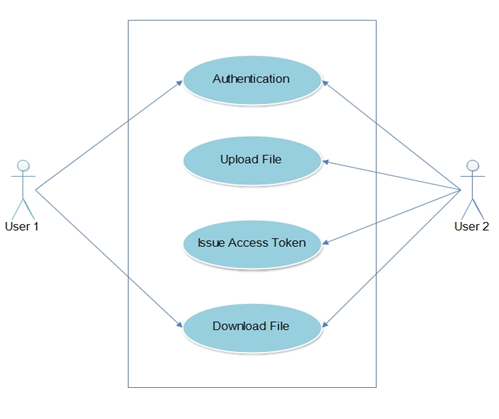 Authentication
Upload File
User 1
User 2
Issue Access Token
Download File